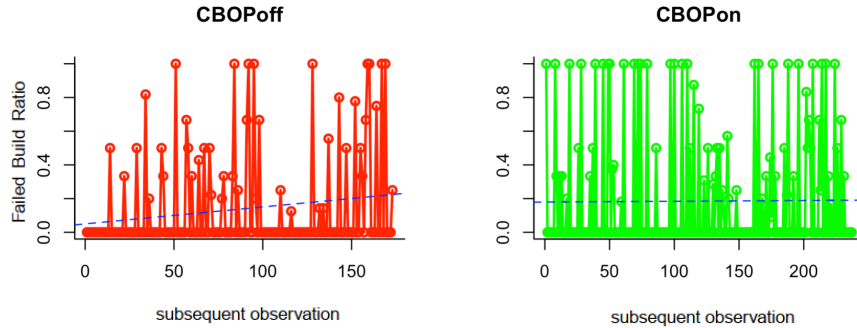 CBOPoff
CBOPon
Failed Build Ratio
0.0 0.4 0.8
0 50 100 150
subsequent observation
0.0 0.4 0.8
0 50 100 150 200
subsequent observation